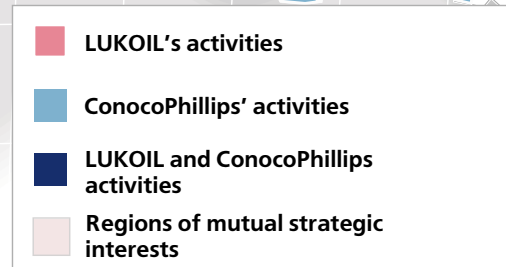 LUKOIL's activities
ConocoPhillips' activities
LUKOIL and ConocoPhillips
activities
Regions of mutual strategic
interests